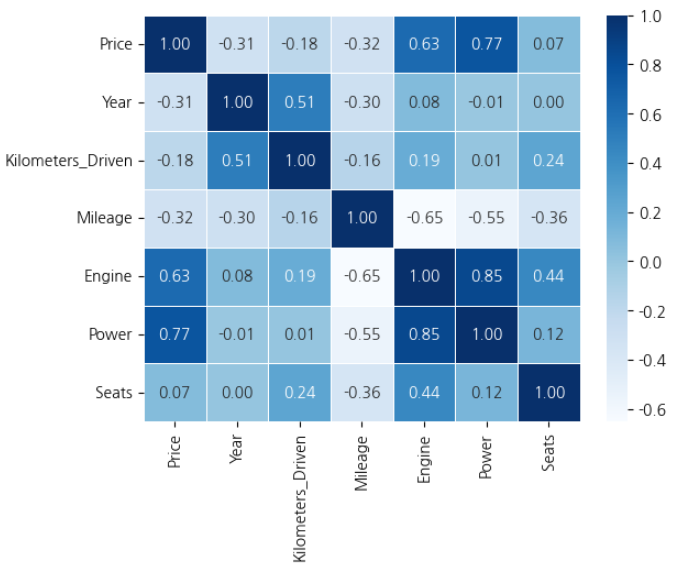 Price 1.00 -0.31 -0.18 -0.32 0.63 0.77 0.07
Year -0.31 1.00 0.51 -0.30 0.08 -0.01 0.00
Kilometers_Driven -0.18 0.51 1.00 -0.16 0.19 0.01 0.24
Mileage -0.32 -0.30 -0.16 1.00 -0.65 -0.55 -0.36
Engine 0.63 0.08 0.19 -0.65 1.00 0.85 0.44
Power 0.77 -0.01 0.01 -0.55 0.85 1.00 0.12
Seats 0.07 0.00 0.24 -0.36 0.44 0.12 1.00
Price Year Kilometers_Driven Mileage Engine Power Seats
1.0
0.8
0.6
0.4
0.2
0.0
-0.2
-0.4
-0.6